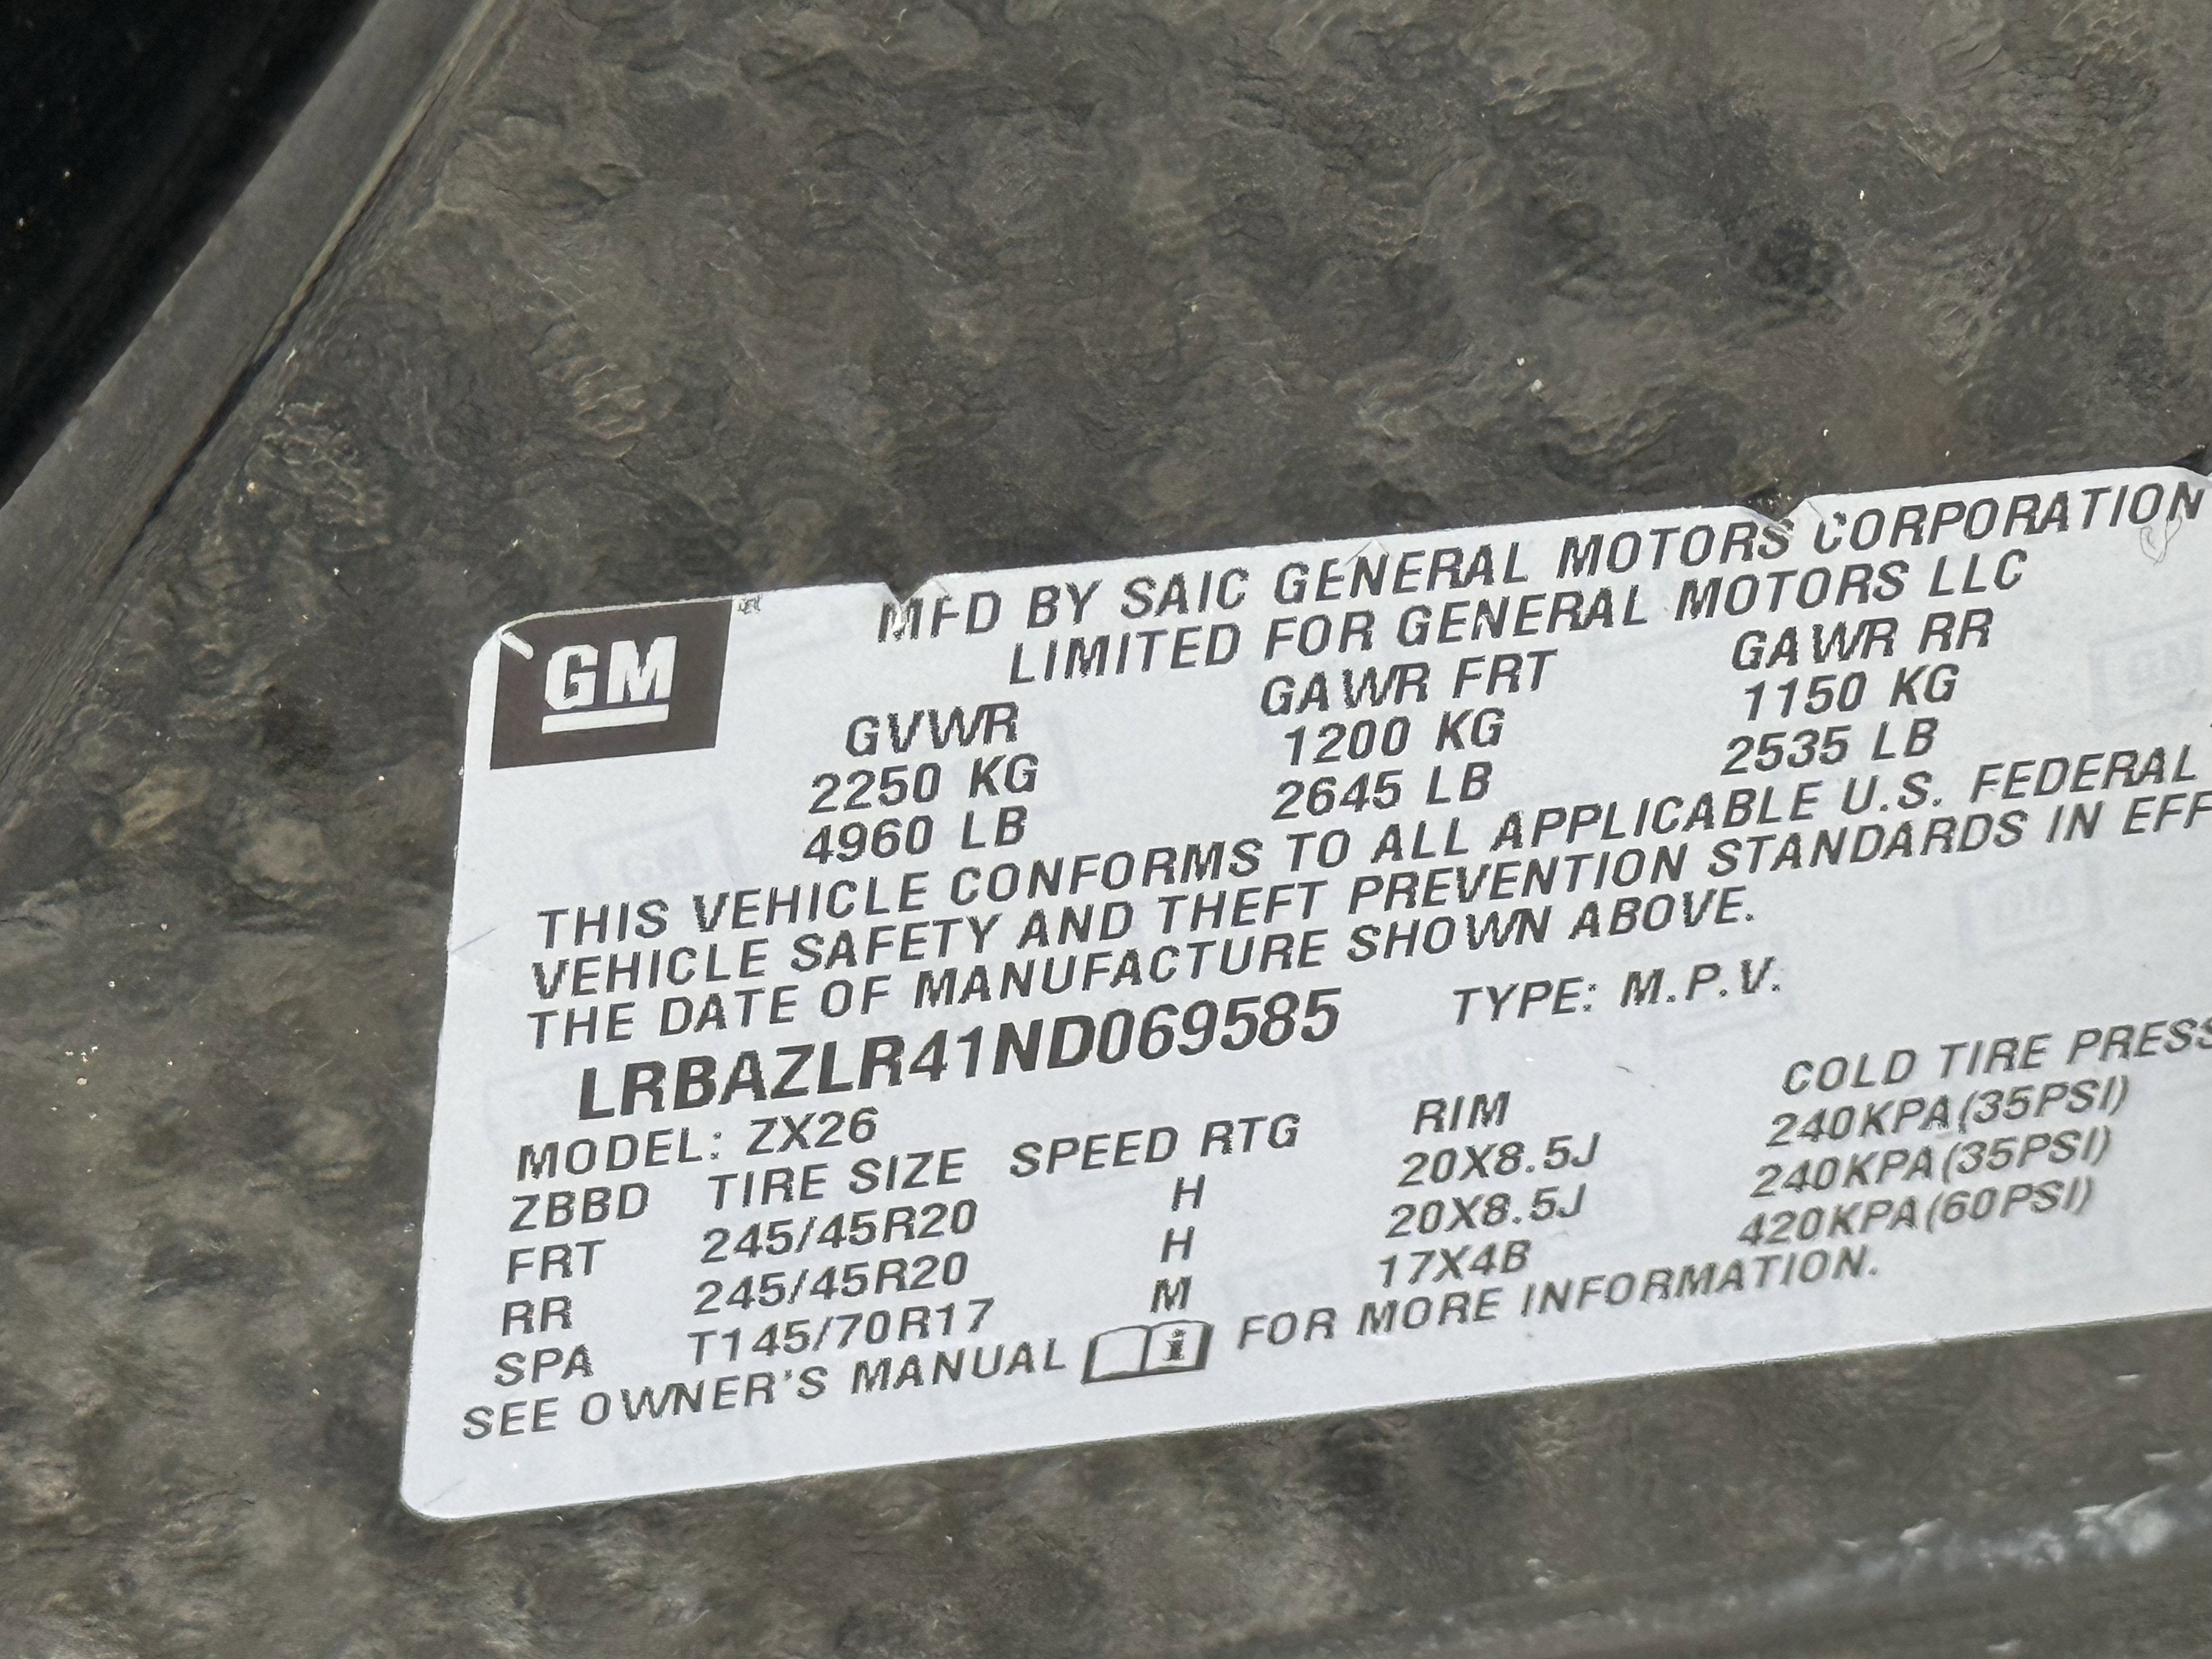 GM
MFD BY SAIC GENERAL MOTORS CORPORATION
LIMITED FOR GENERAL MOTORS LLC
GVWR GAWR FRT GAWR RR
2250 KG 1200 KG 1150 KG
4960 LB 2645 LB 2535 LB
THIS VEHICLE CONFORMS TO ALL APPLICABLE U.S. FEDERAL
VEHICLE SAFETY AND THEFT PREVENTION STANDARDS IN EFF
THE DATE OF MANUFACTURE SHOWN ABOVE.
LRBAZLR41ND069585 TYPE: M.P.V.
MODEL: ZX26
ZBBD TIRE SIZE SPEED RTG RIM COLD TIRE PRESS
FRT 245/45R20 H 20X8.5J 240KPA(35PSI)
RR 245/45R20 H 20X8.5J 240KPA(35PSI)
SPA T145/70R17 M 17X4B 420KPA(60PSI)
SEE OWNER'S MANUAL i FOR MORE INFORMATION.